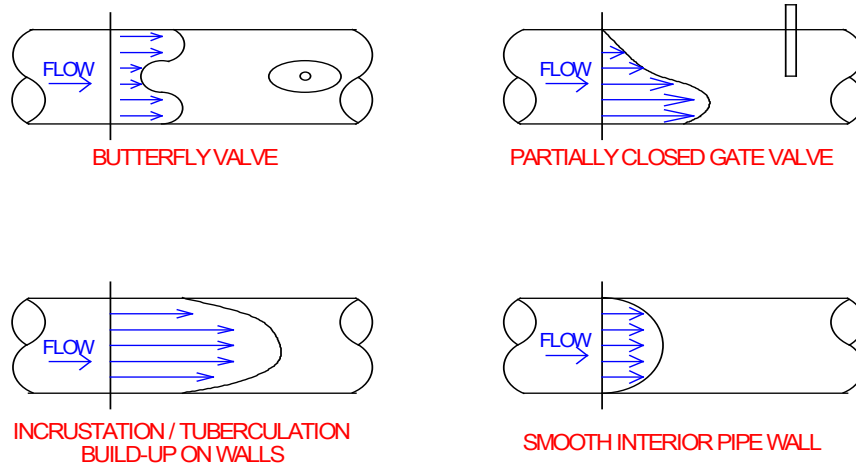 FLOW
BUTTERFLY VALVE
FLOW
PARTIALLY CLOSED GATE VALVE
FLOW
INCRUSTATION / TUBERCULATION
BUILD-UP ON WALLS
FLOW
SMOOTH INTERIOR PIPE WALL